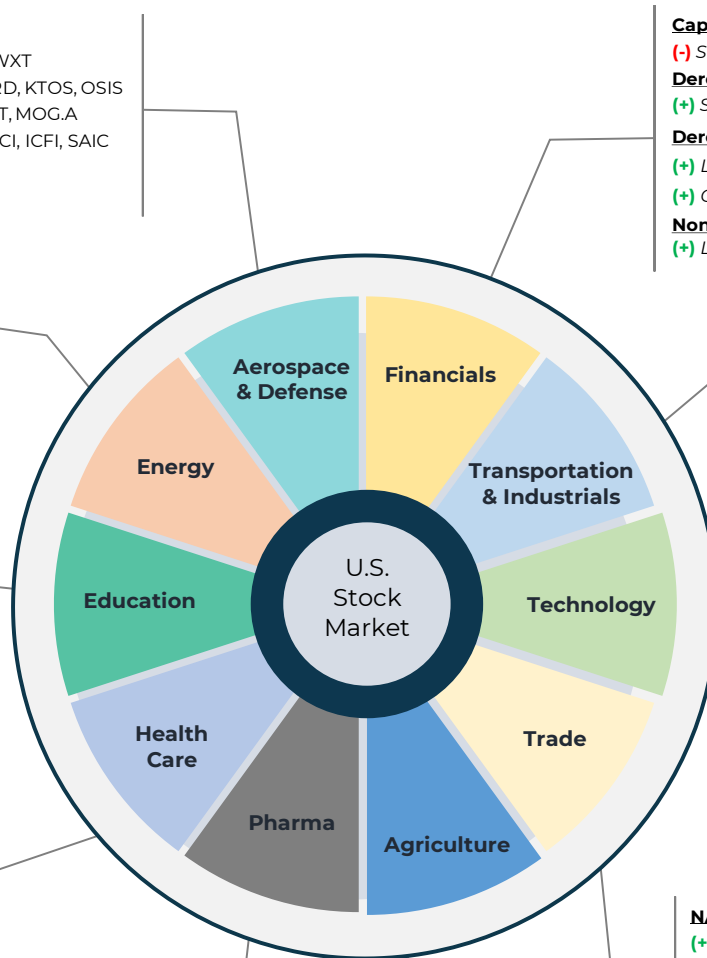 WXT
RD, KTOS, OSIS
T, MOG.A
CI, ICFI, SAIC
Cap
(-) S
Dere
(+) S
Dere
(+) L
(+)
Non
(+) L
Aerospace
& Defense
Financials
Energy
Transportation
& Industrials
Education
U.S.
Stock
Market
Technology
Health
Care
Trade
Pharma
Agriculture
NA
(+